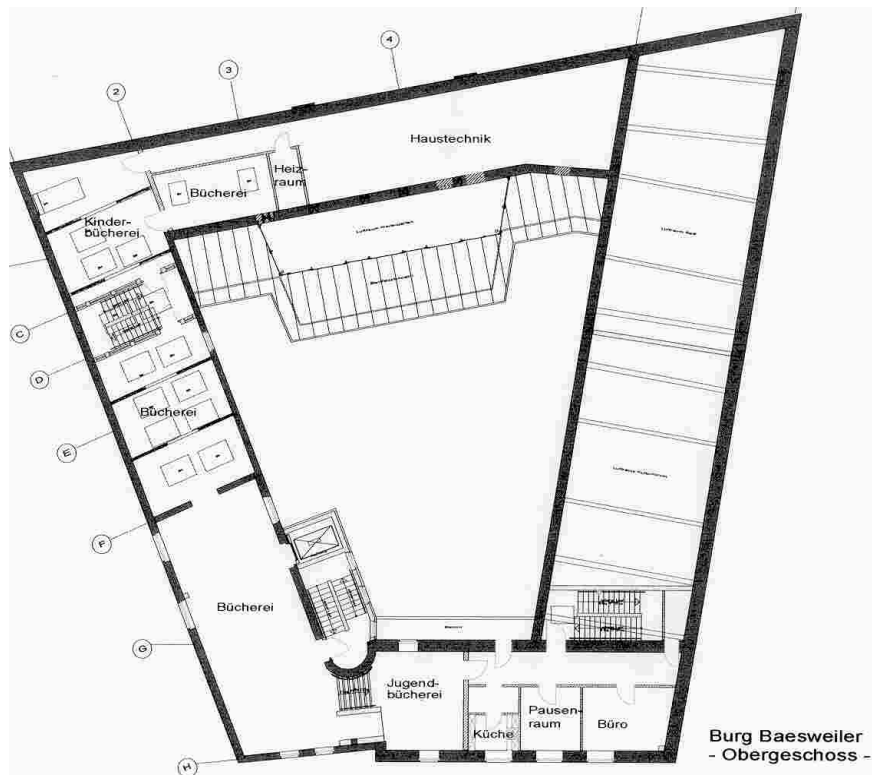 4
3
2
Haustechnik
Heiz-
raum
Bücherei
Kinder-
bücherei
C
D
Bücherei
E
F
Bücherei
G
Jugend-
bücherei
Pausen-
raum
Büro
Küche
H
Burg Baesweiler
- Obergeschoss -